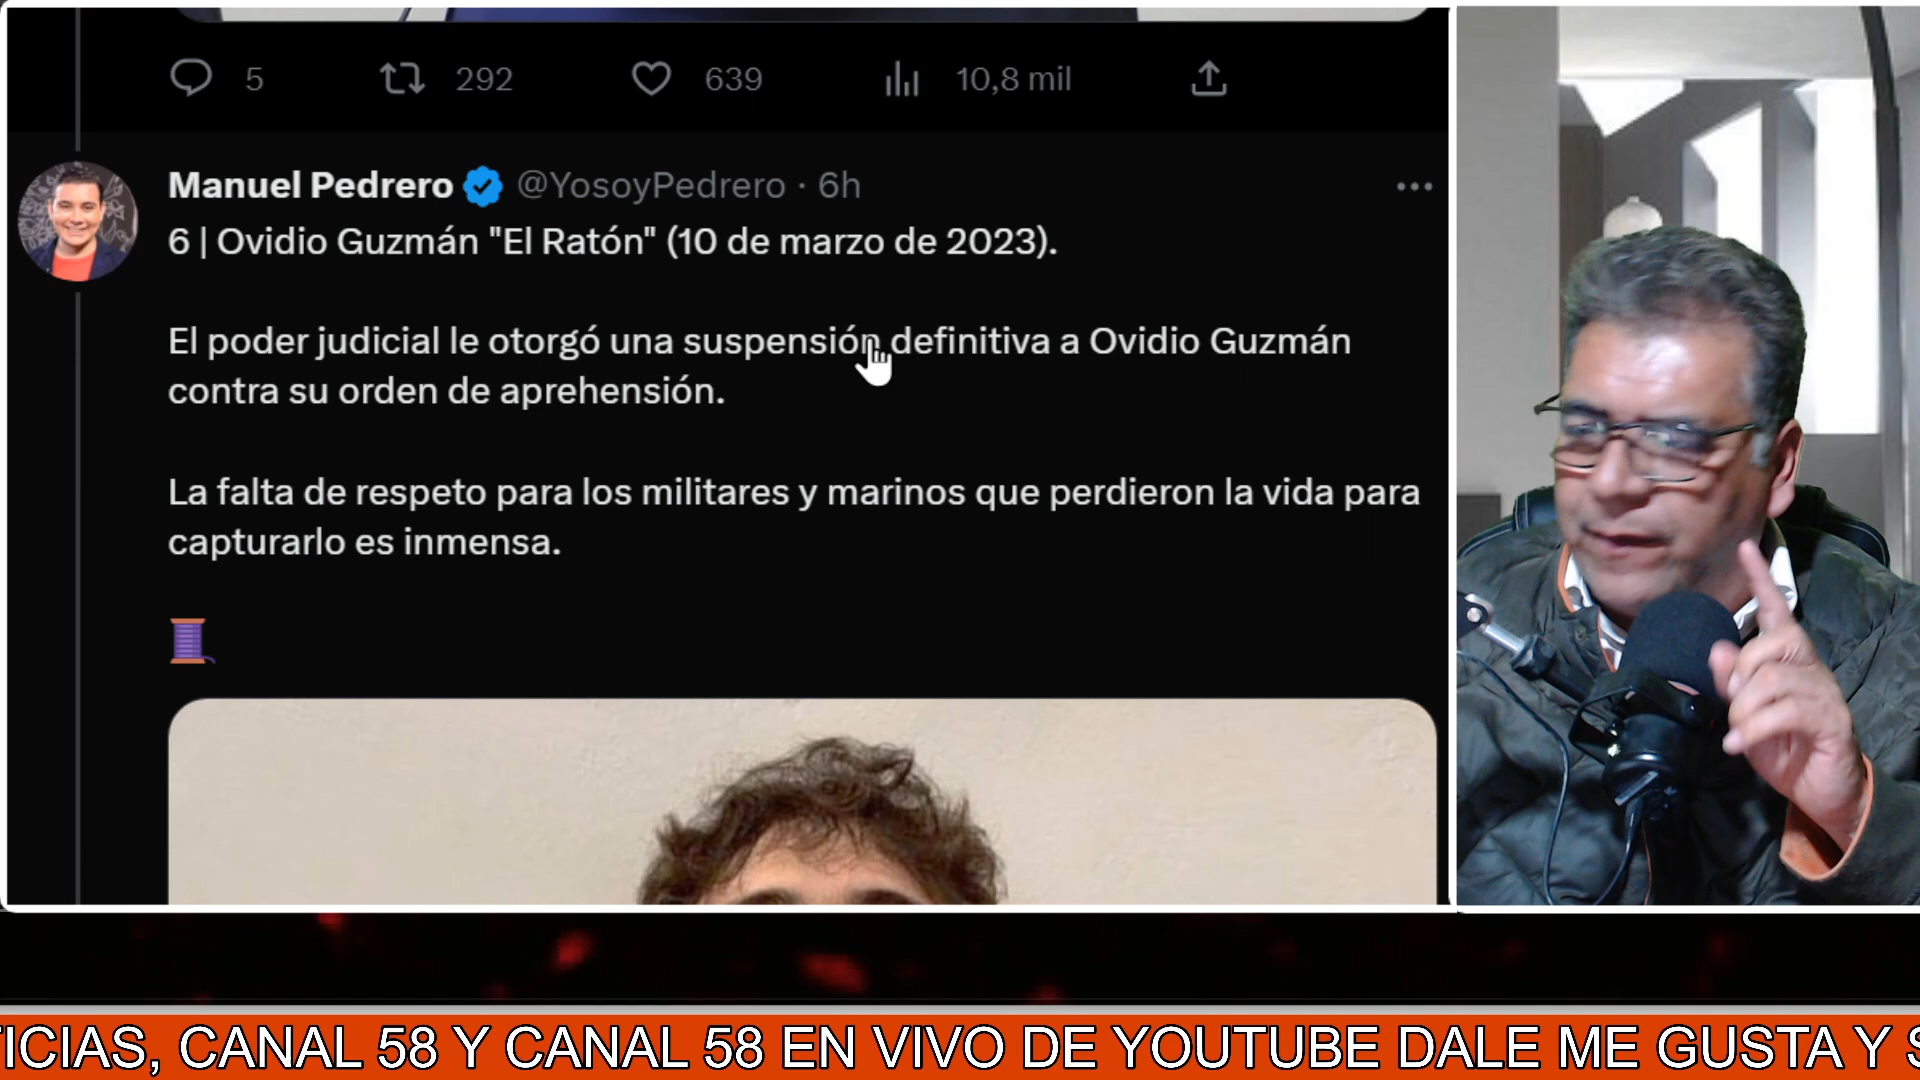 5 292 639 10,8 mil
Manuel Pedrero @YosoyPedrero · 6h
6 | Ovidio Guzmán "El Ratón" (10 de marzo de 2023).
El poder judicial le otorgó una suspensión definitiva a Ovidio Guzmán
contra su orden de aprehensión.
La falta de respeto para los militares y marinos que perdieron la vida para
capturarlo es inmensa.
TICIAS, CANAL 58 Y CANAL 58 EN VIVO DE YOUTUBE DALE ME GUSTA Y S